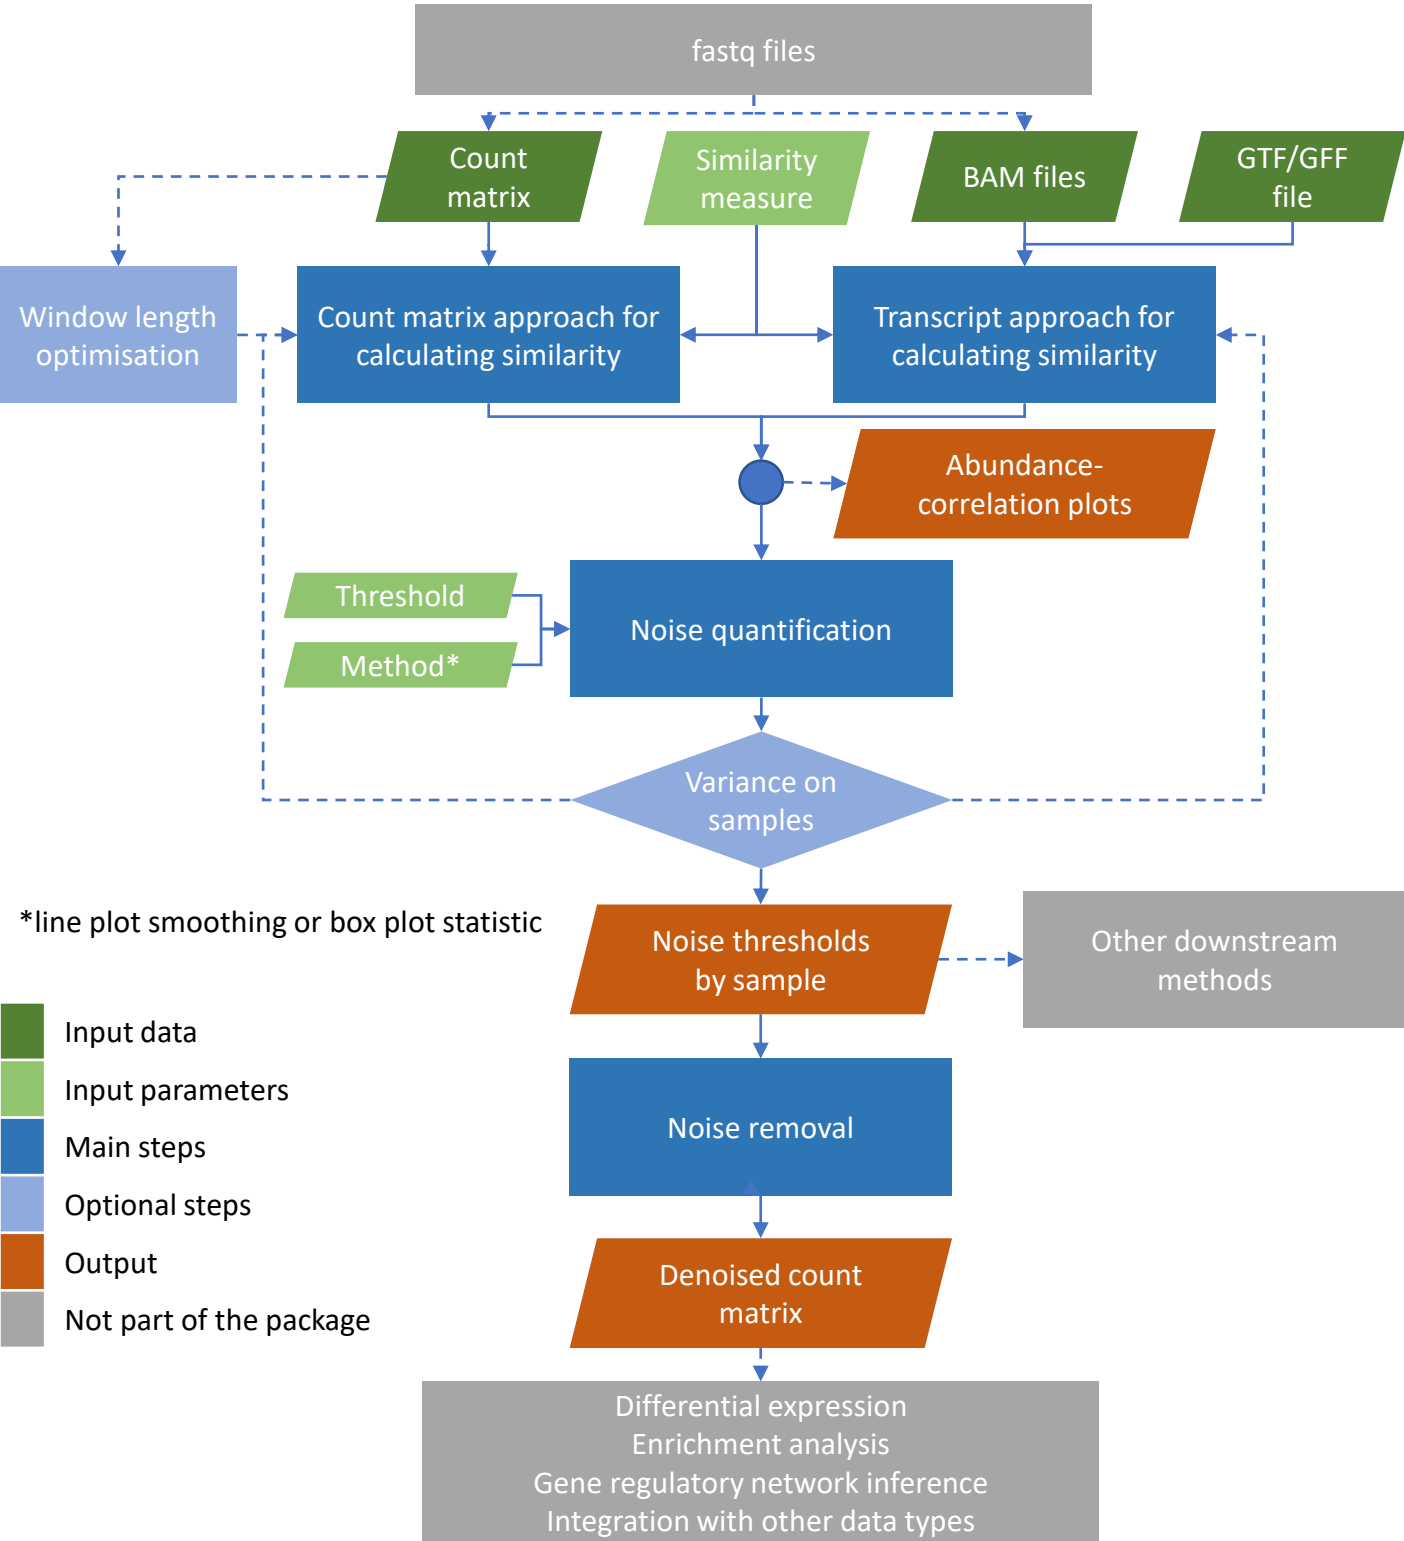 fastq files
Count
matrix
Similarity
measure
BAM files
GTF/GFF
file
Window length
optimisation
Count matrix approach for
calculating similarity
Transcript approach for
calculating similarity
Abundance-
correlation plots
Threshold
Method*
Noise quantification
Variance on
samples
*line plot smoothing or box plot statistic
Noise thresholds
by sample
Other downstream
methods
Input data
Input parameters
Main steps
Optional steps
Output
Not part of the package
Noise removal
Denoised count
matrix
Differential expression
Enrichment analysis
Gene regulatory network inference
Integration with other data types